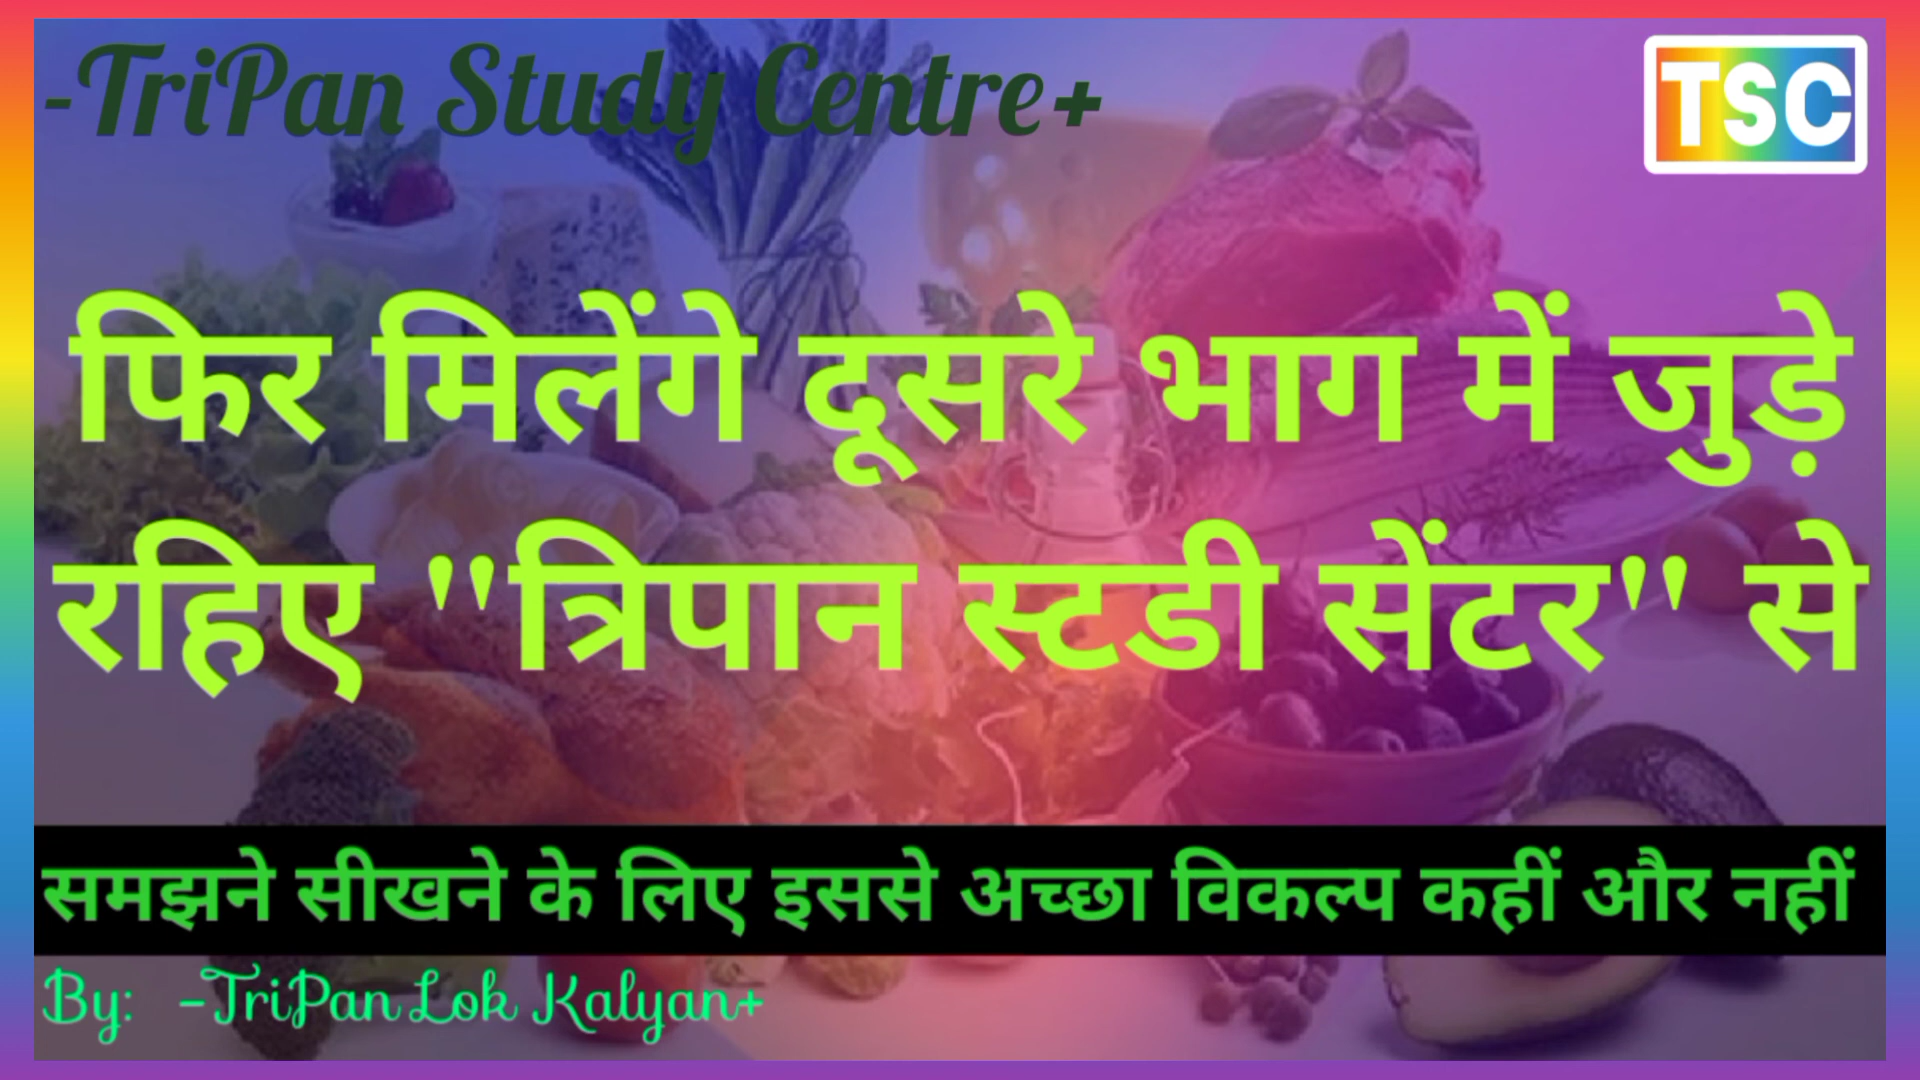 -TriPan Study Centre+
TSC
फिर मिलेंगे दूसरे भाग में जुड़े
रहिए "त्रिपान स्टडी सेंटर" से
समझने सीखने के लिए इससे अच्छा विकल्प कहीं और नहीं
By: -TriPan Lok Kalyan+